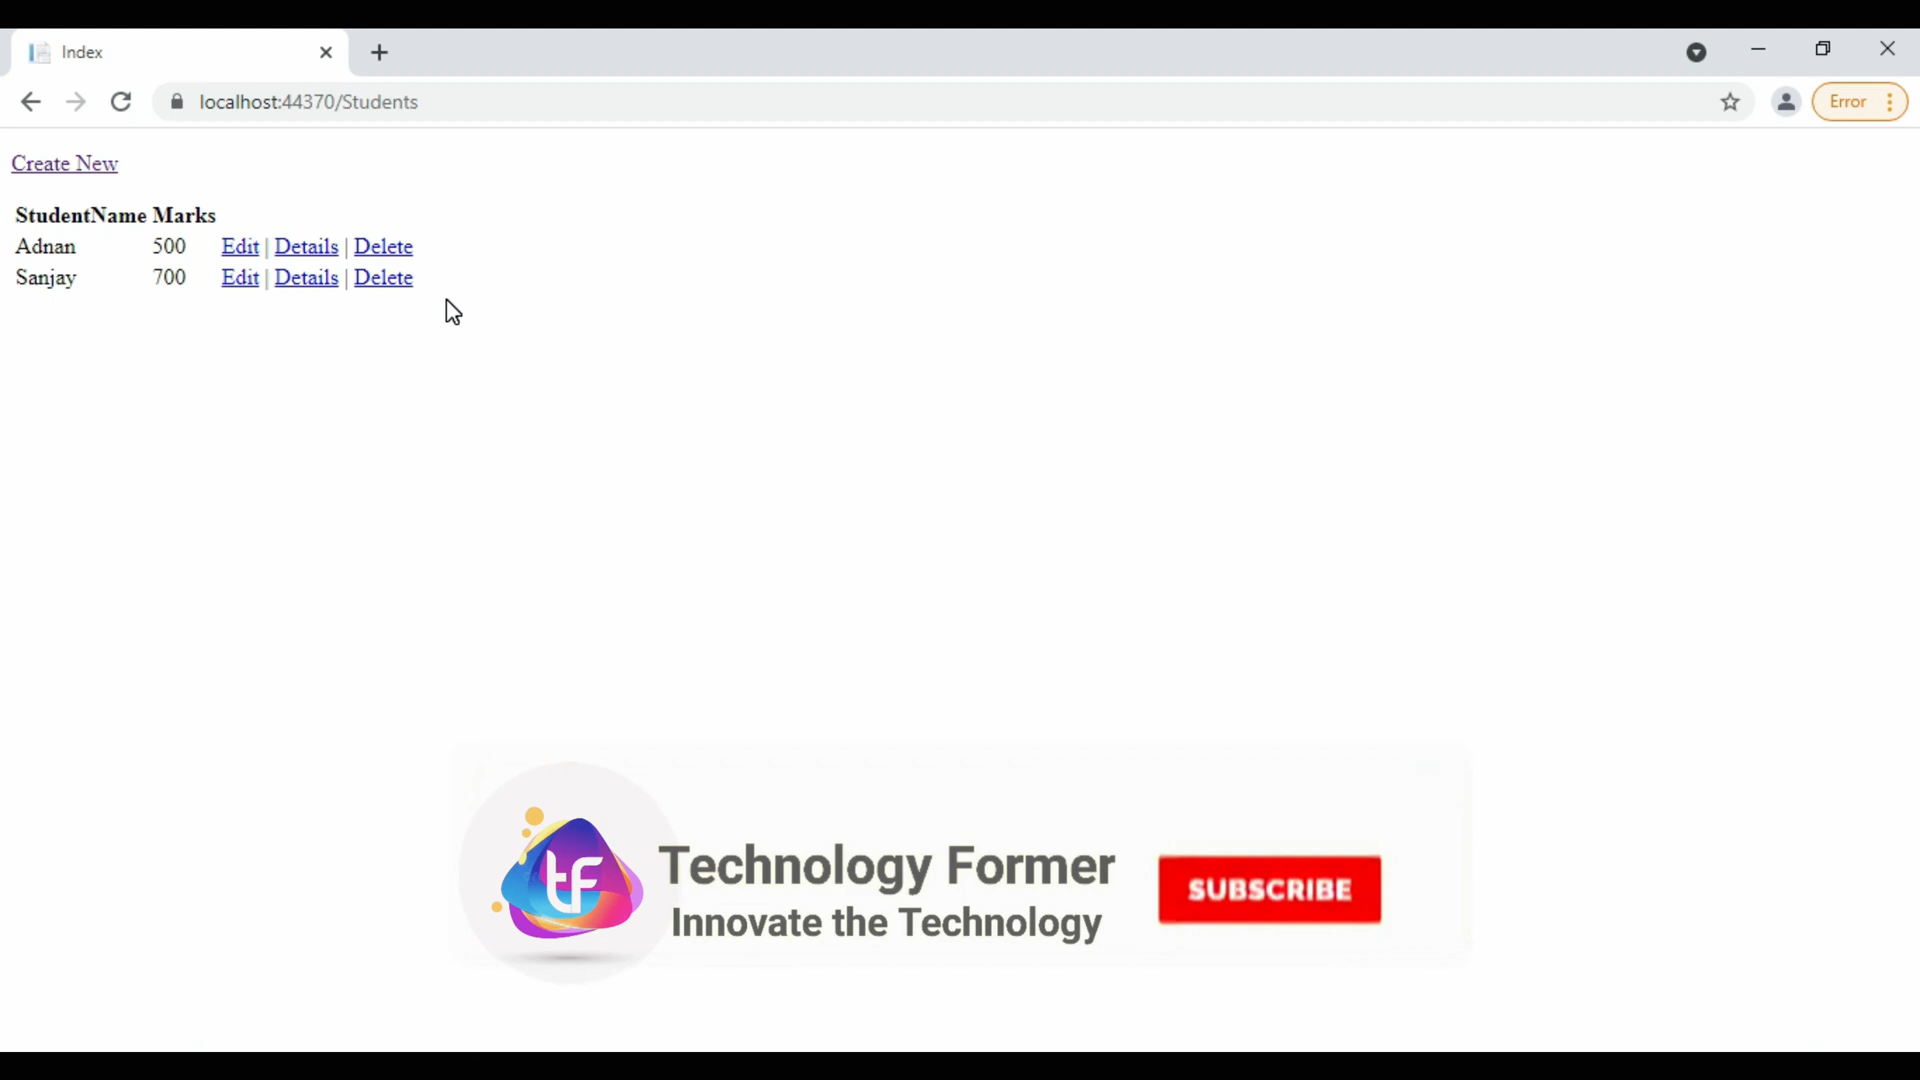 Index
localhost:44370/Students
Error
Create New
StudentName Marks
Adnan 500 Edit | Details | Delete
Sanjay 700 Edit | Details | Delete
tF
Technology Former
Innovate the Technology
SUBSCRIBE